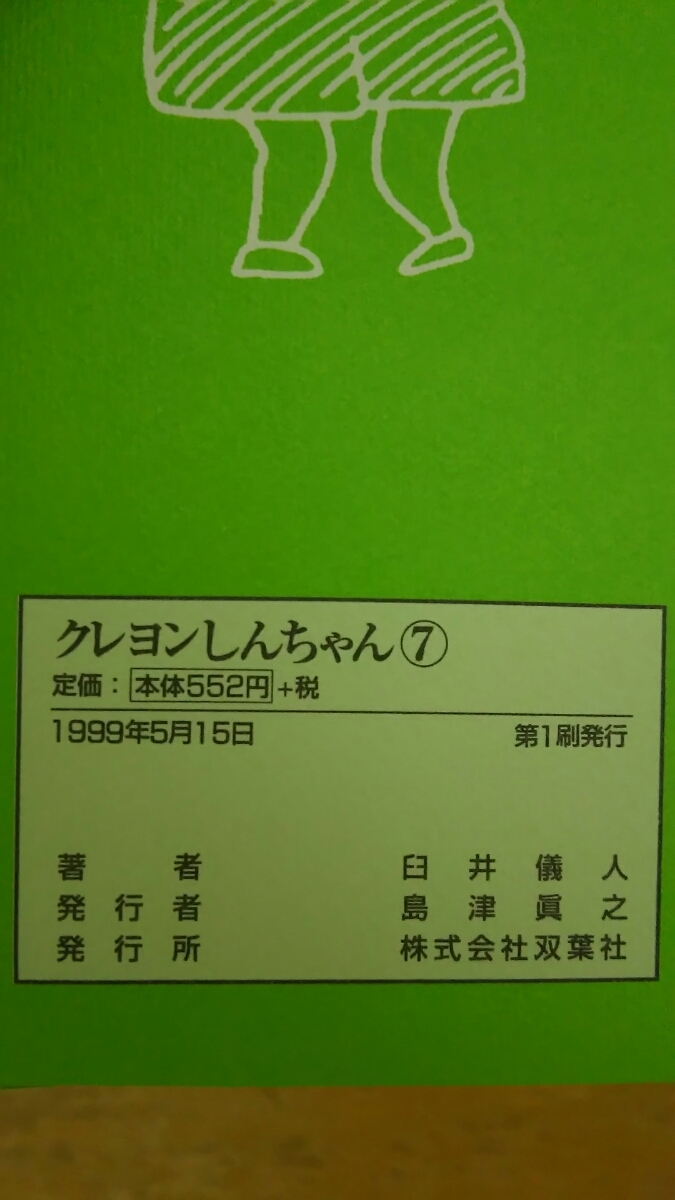 クレヨンしんちゃん⑦
定価：本体552円+税
1999年5月15日 第1刷発行
著者 臼井儀人
発行者 島津眞之
発行所 株式会社双葉社